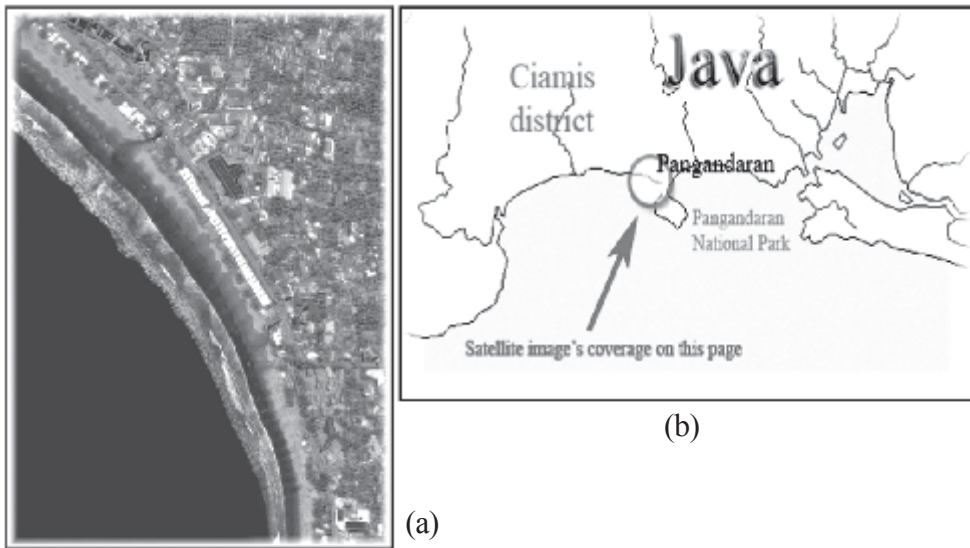 Java
Ciamis
district
Pangandaran
Pangandaran
National Park
Satellite image's coverage on this page
(b)
(a)